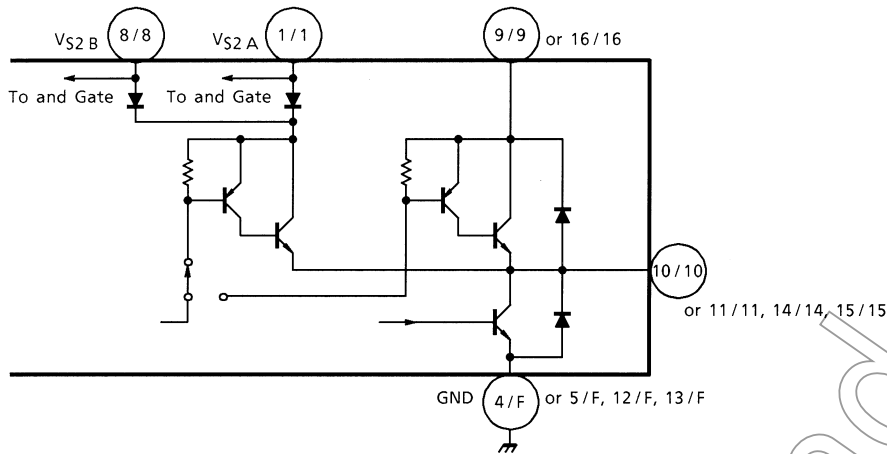 VS2 B 8/8 VS2 A 1/1 9/9 or 16/16
To and Gate To and Gate
10/10
or 11/11, 14/14, 15/15
GND 4/F or 5/F, 12/F, 13/F